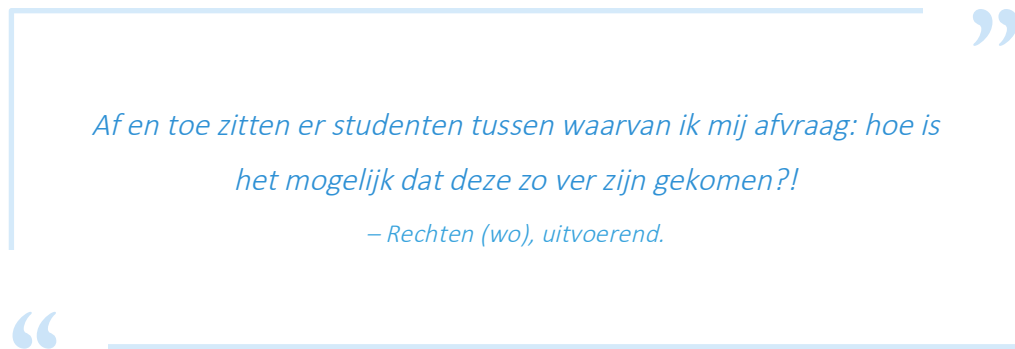 Af en toe zitten er studenten tussen waarvan ik mij afvraag: hoe is
het mogelijk dat deze zo ver zijn gekomen?!
– Rechten (wo), uitvoerend.